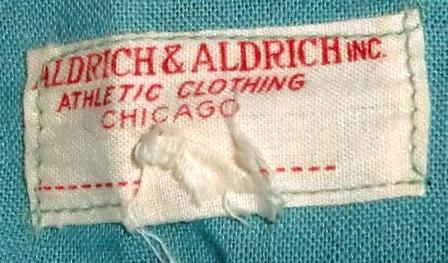 ALDRICH & ALDRICH INC.
ATHLETIC CLOTHING
CHICAGO